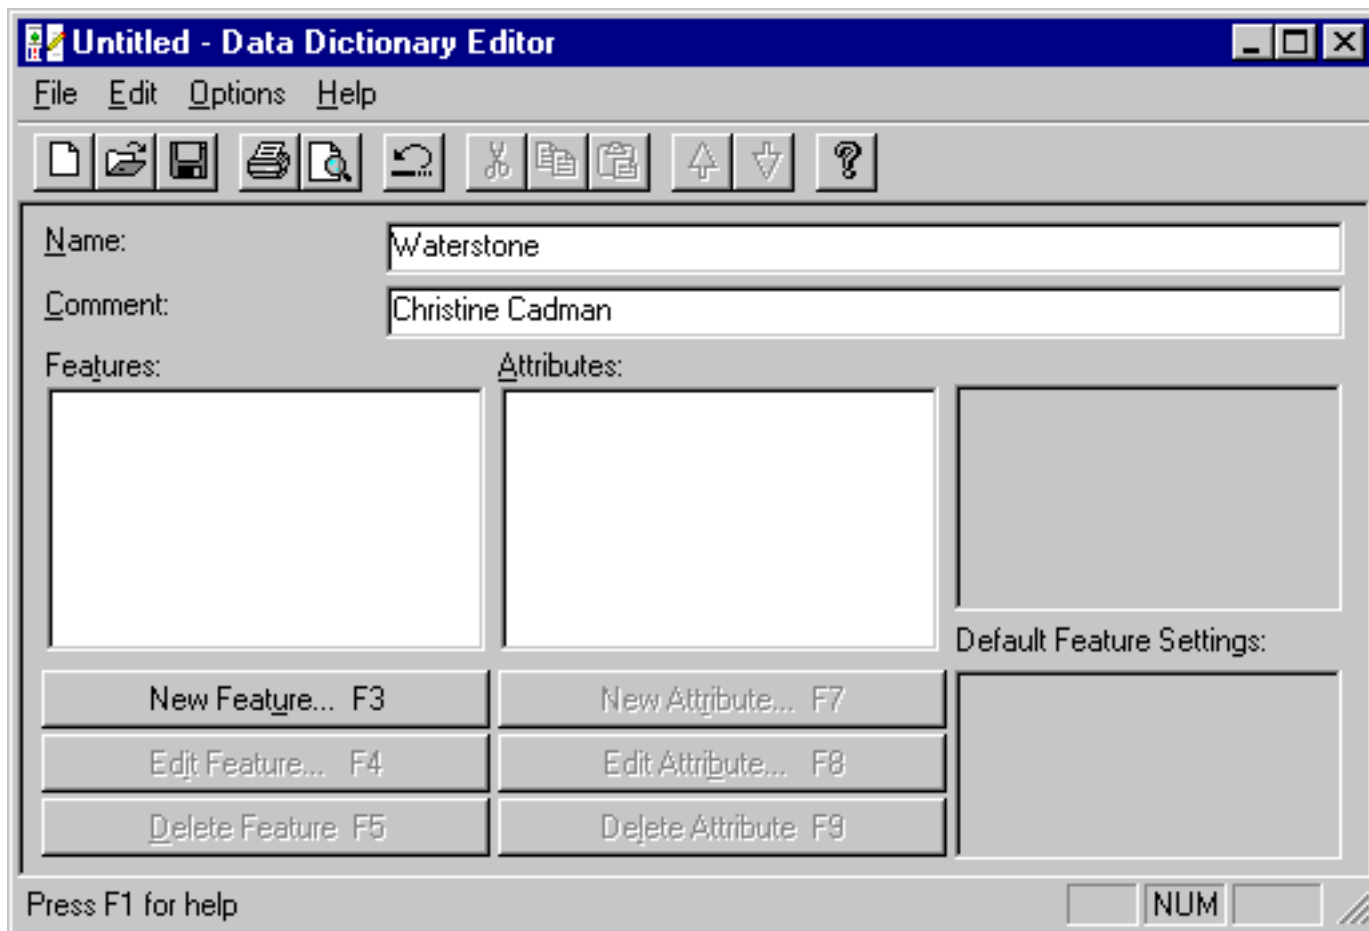 Untitled - Data Dictionary Editor
File Edit Options Help
Name: Waterstone
Comment: Christine Cadman
Features: Attributes:
Default Feature Settings:
New Feature... F3 New Attribute... F7
Edit Feature... F4 Edit Attribute... F8
Delete Feature F5 Delete Attribute F9
Press F1 for help NUM